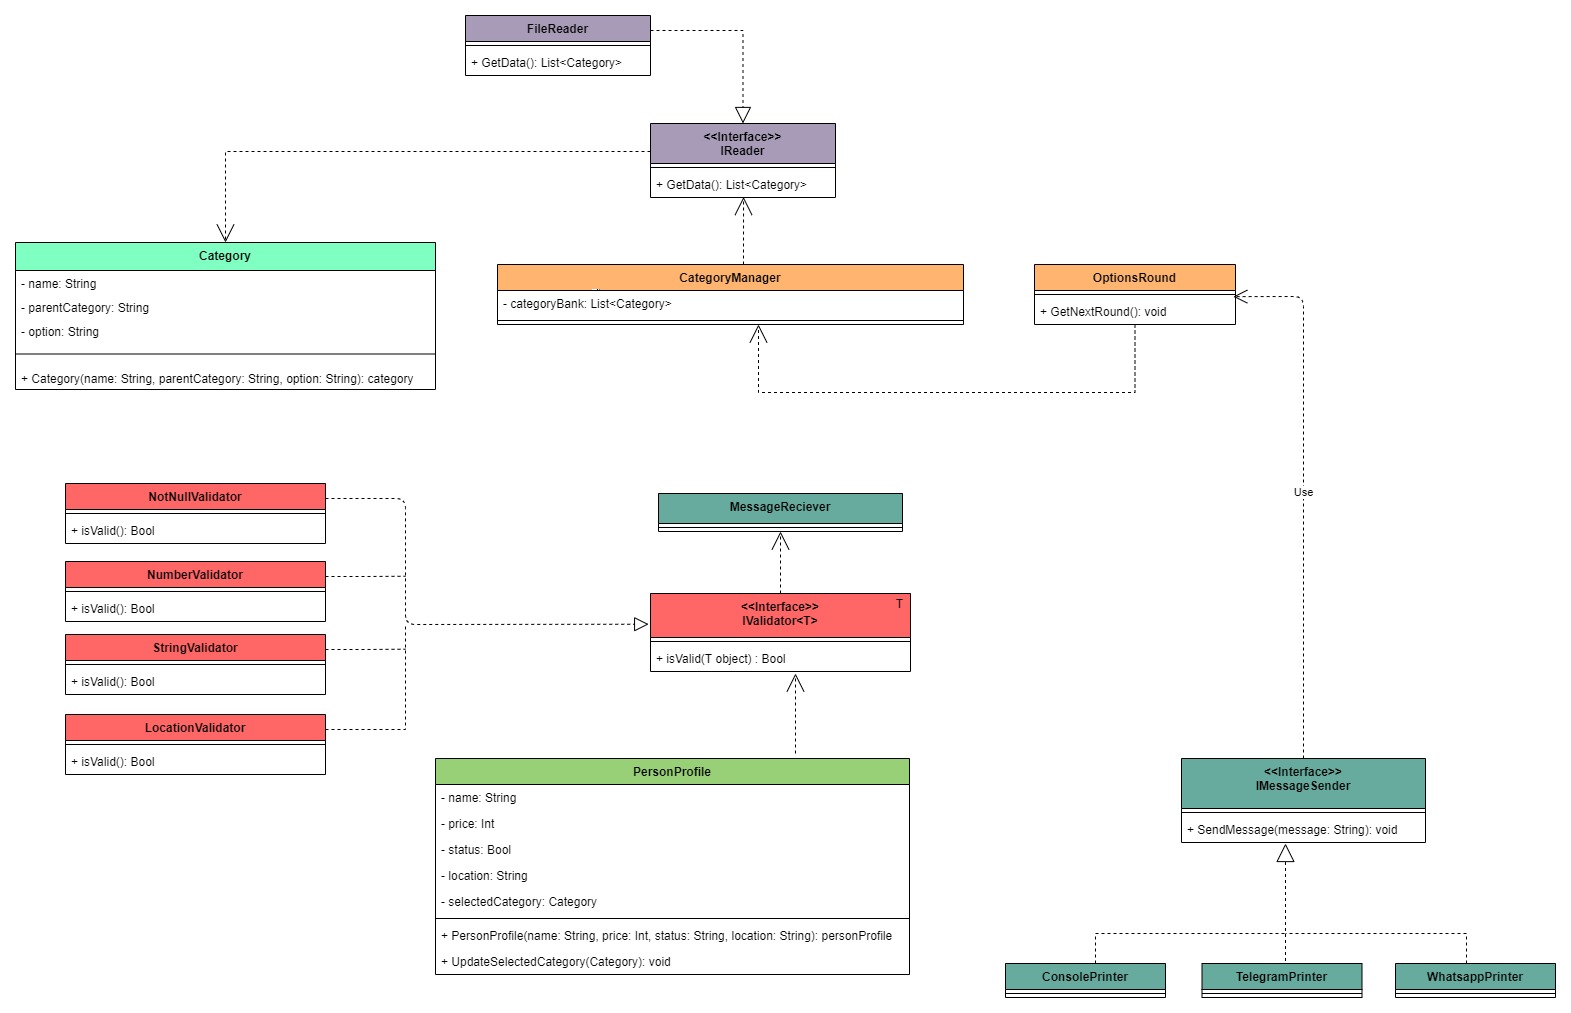 FileReader
+ GetData(): List<Category>
<<Interface>>
IReader
+ GetData(): List<Category>
Category
- name: String
- parentCategory: String
- option: String
+ Category(name: String, parentCategory: String, option: String): category
CategoryManager
- categoryBank: List<Category>
OptionsRound
+ GetNextRound(): void
Use
NotNullValidator
+ isValid(): Bool
NumberValidator
+ isValid(): Bool
StringValidator
+ isValid(): Bool
LocationValidator
+ isValid(): Bool
MessageReciever
<<Interface>>
T
IValidator<T>
+ isValid(T object) : Bool
PersonProfile
- name: String
- price: Int
- status: Bool
- location: String
- selectedCategory: Category
+ PersonProfile(name: String, price: Int, status: String, location: String): personProfile
+ UpdateSelectedCategory(Category): void
<<Interface>>
IMessageSender
+ SendMessage(message: String): void
ConsolePrinter
TelegramPrinter
WhatsappPrinter